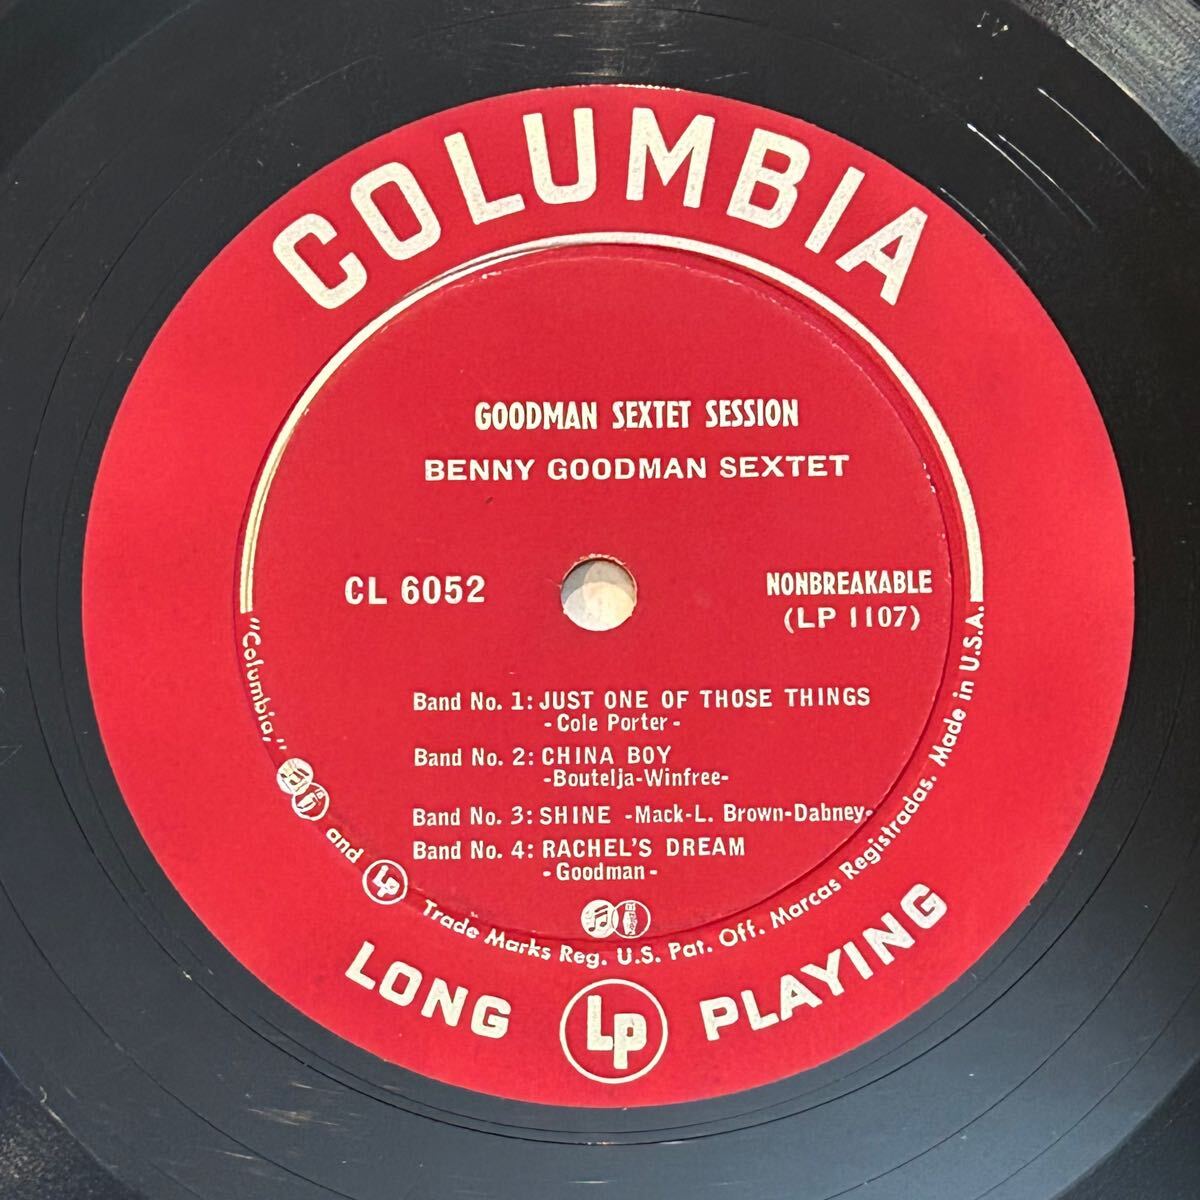 COLUMBIA
GOODMAN SEXTET SESSION
BENNY GOODMAN SEXTET
CL 6052
NONBREAKABLE
(LP 1107)
Band No. 1: JUST ONE OF THOSE THINGS
- Cole Porter -
Band No. 2: CHINA BOY
-Boutelja-Winfree-
Band No. 3: SHINE -Mack-L. Brown-Dabney-
Band No. 4: RACHEL'S DREAM
- Goodman -
"Columbia," and LP Trade Marks Reg. U.S. Pat. Off. Marcas Registradas. Made in U.S.A.
LONG LP PLAYING